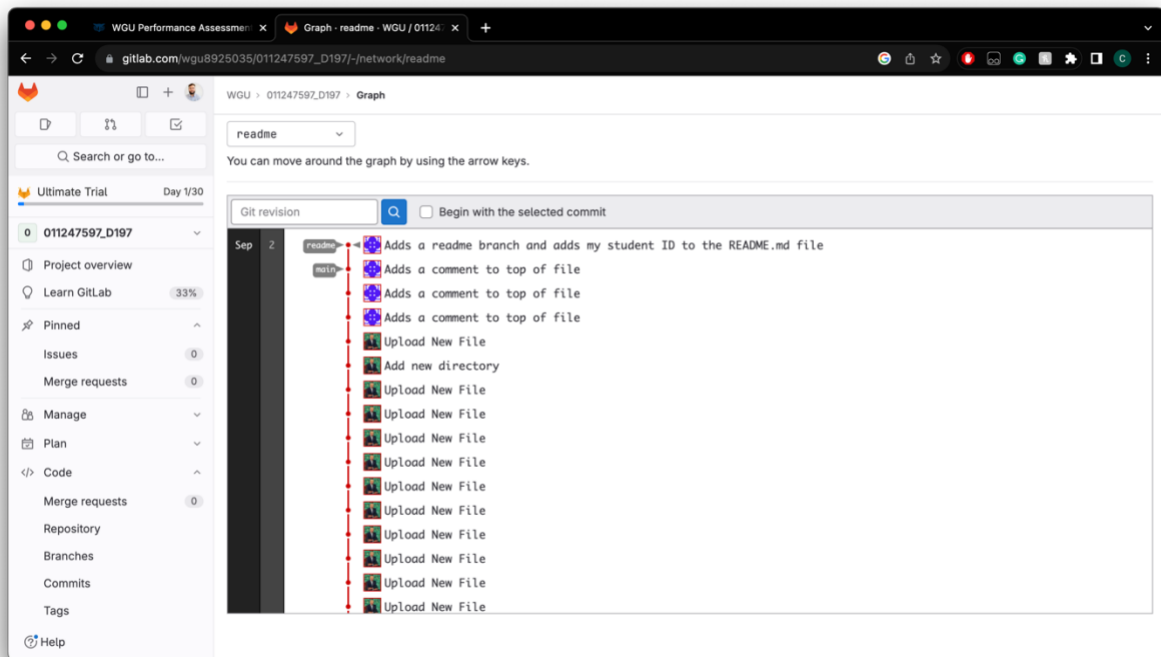 WGU Performance Assessmen
Graph · readme · WGU / 01124
gitlab.com/wgu8925035/011247597_D197/-/network/readme
C
Search or go to...
Ultimate Trial Day 1/30
0 011247597_D197
Project overview
Learn GitLab 33%
Pinned
Issues 0
Merge requests 0
Manage
Plan
Code
Merge requests 0
Repository
Branches
Commits
Tags
Help
WGU > 011247597_D197 > Graph
readme
You can move around the graph by using the arrow keys.
Git revision Begin with the selected commit
Sep 2 readme Adds a readme branch and adds my student ID to the README.md file
main Adds a comment to top of file
Adds a comment to top of file
Adds a comment to top of file
Upload New File
Add new directory
Upload New File
Upload New File
Upload New File
Upload New File
Upload New File
Upload New File
Upload New File
Upload New File
Upload New File
Upload New File